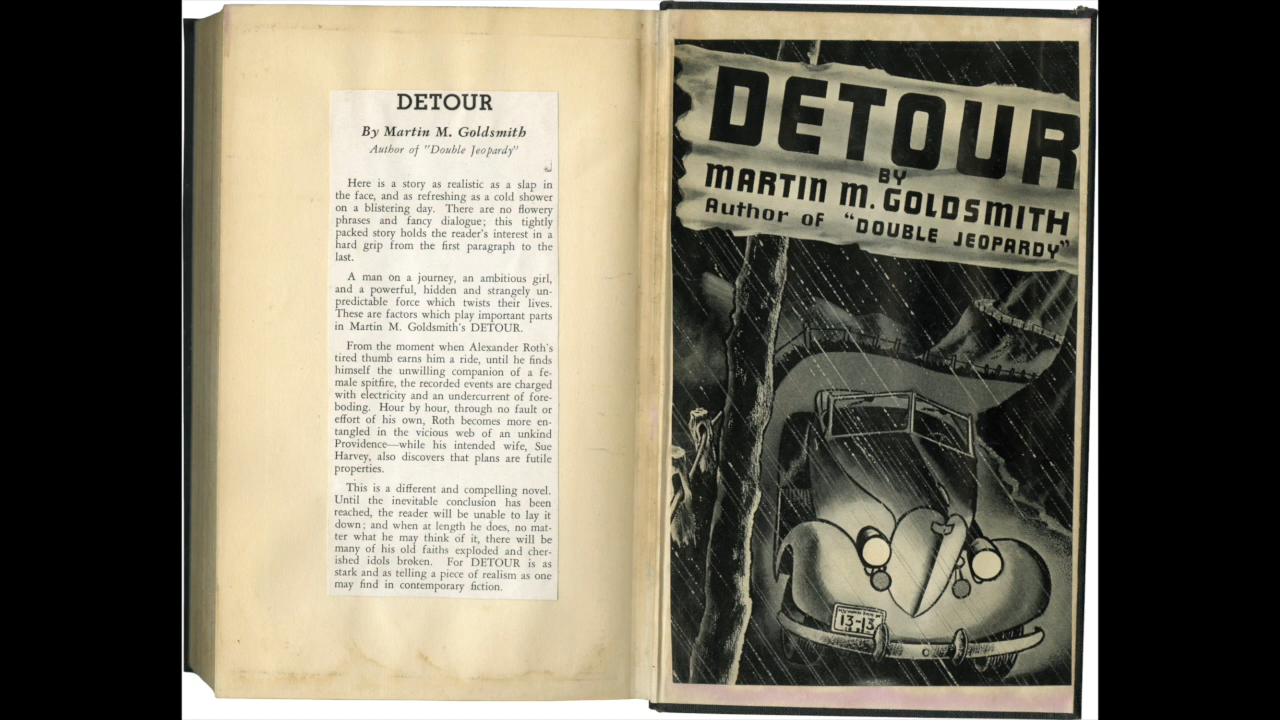 DETOUR
By Martin M. Goldsmith
Author of "Double Jeopardy"
Here is a story as realistic as a slap in
the face, and as refreshing as a cold shower
on a blistering day. There are no flowery
phrases and fancy dialogue; this tightly
packed story holds the reader's interest in a
hard grip from the first paragraph to the
last.
A man on a journey, an ambitious girl,
and a powerful, hidden and strangely un-
predictable force which twists their lives.
These are factors which play important parts
in Martin M. Goldsmith's DETOUR.
From the moment when Alexander Roth's
tired thumb earns him a ride, until he finds
himself the unwilling companion of a fe-
male spitfire, the recorded events are charged
with electricity and an undercurrent of fore-
boding. Hour by hour, through no fault or
effort of his own, Roth becomes more en-
tangled in the vicious web of an unkind
Providence—while his intended wife, Sue
Harvey, also discovers that plans are futile
properties.
This is a different and compelling novel.
Until the inevitable conclusion has been
reached, the reader will be unable to lay it
down; and when at length he does, no mat-
ter what he may think of it, there will be
many of his old faiths exploded and cher-
ished idols broken. For DETOUR is as
stark and as telling a piece of realism as one
may find in contemporary fiction.
DETOUR
BY
MARTIN M. GOLDSMITH
Author of "DOUBLE JEOPARDY"
13-13